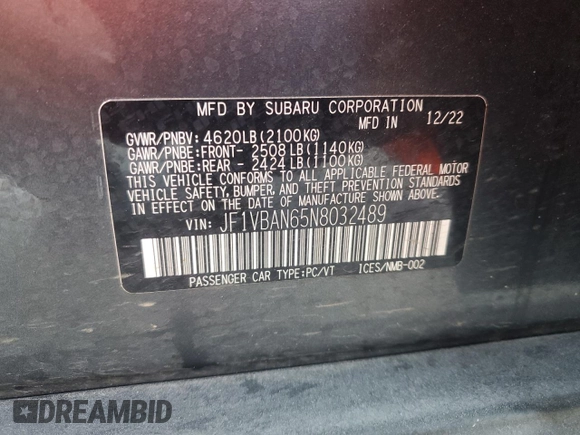 MFD BY SUBARU CORPORATION
MFD IN 12/22
GVWR/PNBV: 4620LB(2100KG)
GAWR/PNBE:FRONT- 2508LB(1140KG)
GAWR/PNBE:REAR - 2424LB(1100KG)
THIS VEHICLE CONFORMS TO ALL APPLICABLE FEDERAL MOTOR
VEHICLE SAFETY, BUMPER, AND THEFT PREVENTION STANDARDS
IN EFFECT ON THE DATE OF MANUFACTURE SHOWN ABOVE.
VIN: JF1VBAN65N8032489
PASSENGER CAR TYPE:PC/VT ICES/NMB-002
DREAMBID